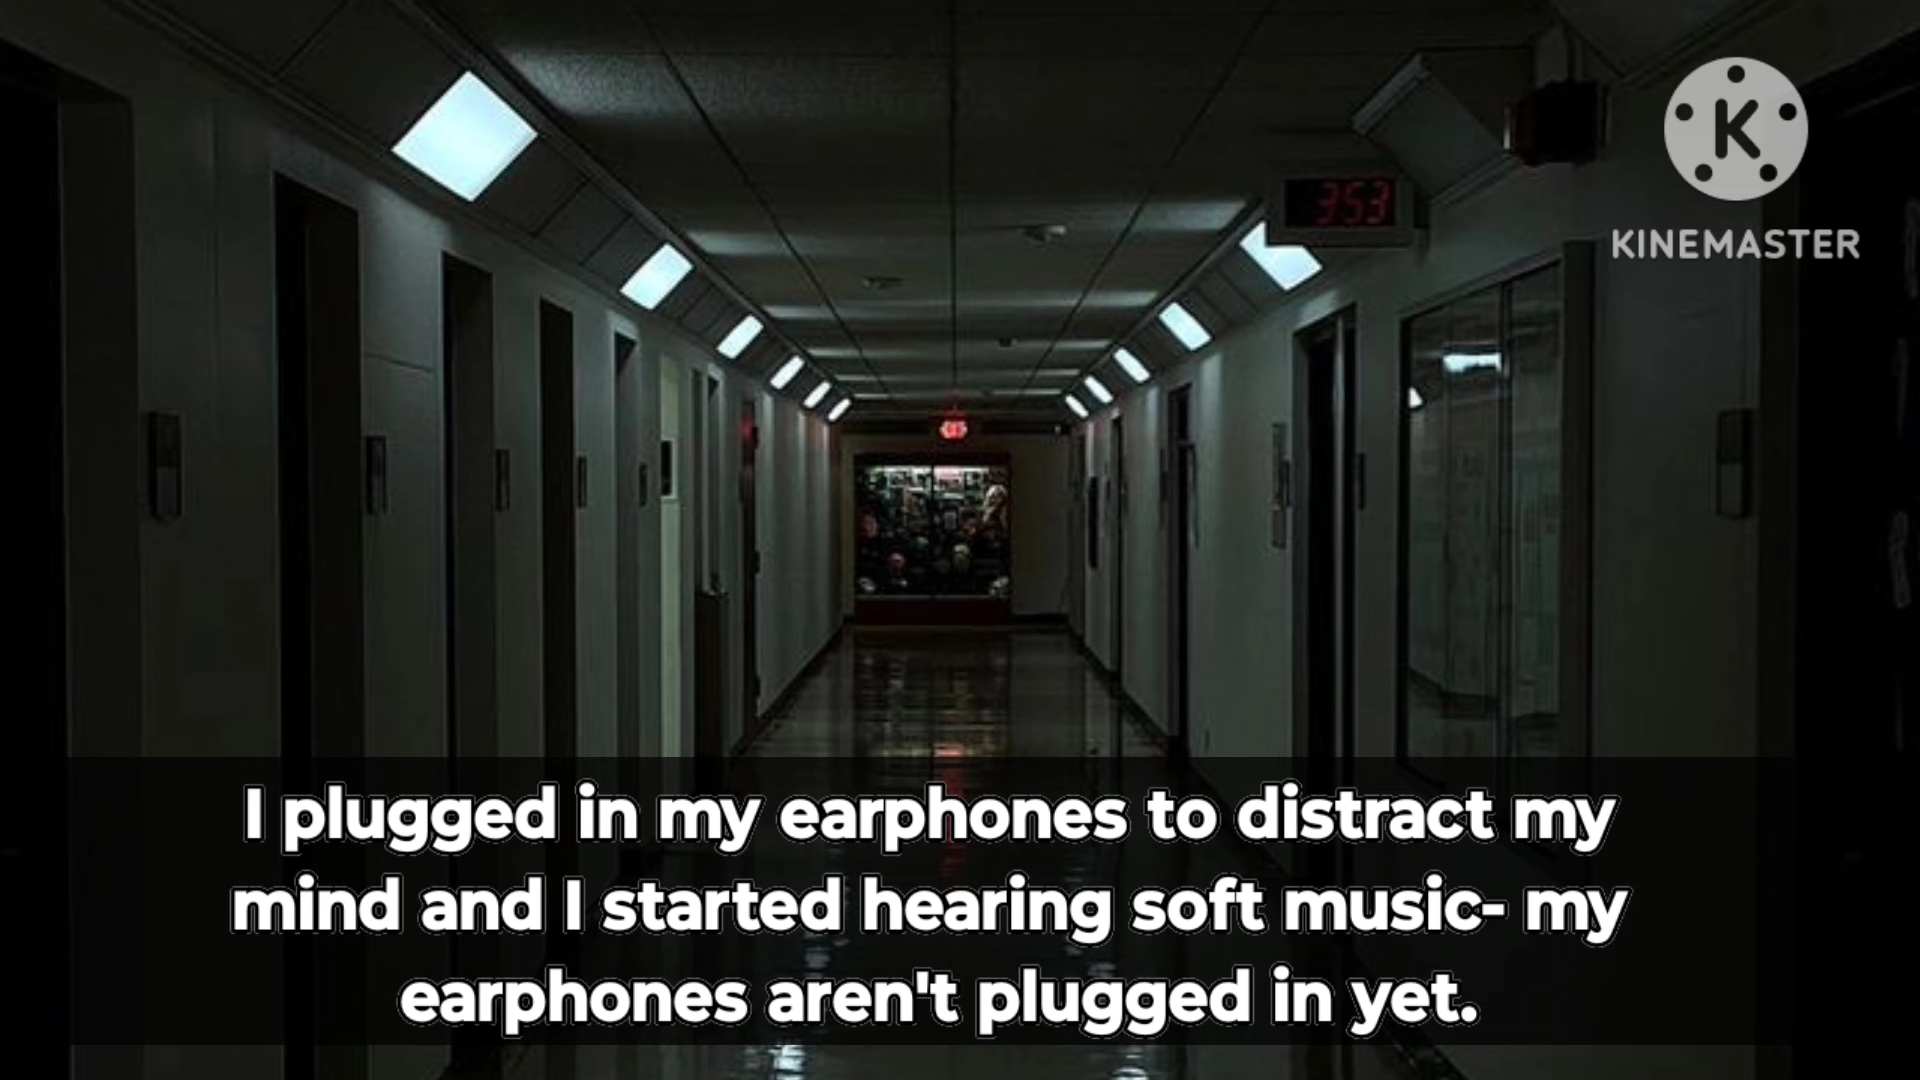 K
KINEMASTER
353
I plugged in my earphones to distract my
mind and I started hearing soft music- my
earphones aren't plugged in yet.